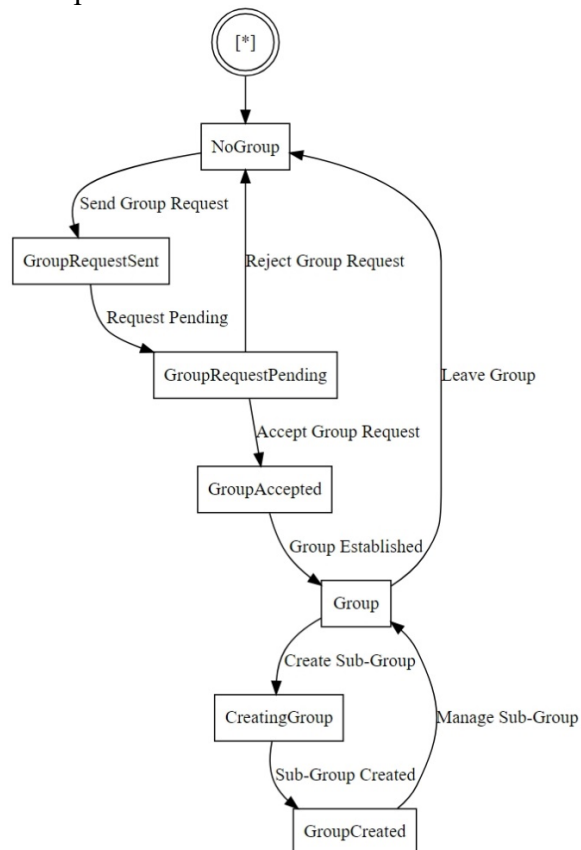 [*]
NoGroup
Send Group Request
GroupRequestSent
Reject Group Request
Request Pending
GroupRequestPending
Leave Group
Accept Group Request
GroupAccepted
Group Established
Group
Create Sub-Group
CreatingGroup
Manage Sub-Group
Sub-Group Created
GroupCreated